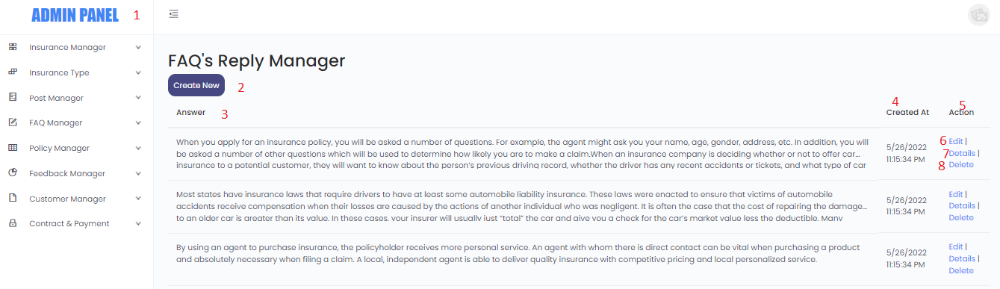 ADMIN PANEL 1
Insurance Manager
Insurance Type
Post Manager
FAQ Manager
Policy Manager
Feedback Manager
Customer Manager
Contract & Payment
FAQ's Reply Manager
Create New 2
Answer 3
4
Created At
5
Action
When you apply for an insurance policy, you will be asked a number of questions. For example, the agent might ask you your name, age, gender, address, etc. In addition, you will
be asked a number of other questions which will be used to determine how likely you are to make a claim.When an insurance company is deciding whether or not to offer car...
insurance to a potential customer, they will want to know about the person's previous driving record, whether the driver has any recent accidents or tickets, and what type of car
5/26/2022
11:15:34 PM
6 Edit |
7 Details |
8 Delete
Most states have insurance laws that require drivers to have at least some automobile liability insurance. These laws were enacted to ensure that victims of automobile
accidents receive compensation when their losses are caused by the actions of another individual who was negligent. It is often the case that the cost of repairing the damage...
to an older car is greater than its value. In these cases, your insurer will usually just “total” the car and give you a check for the car's market value less the deductible. Many
5/26/2022
11:15:34 PM
Edit |
Details |
Delete
By using an agent to purchase insurance, the policyholder receives more personal service. An agent with whom there is direct contact can be vital when purchasing a product
and absolutely necessary when filing a claim. A local, independent agent is able to deliver quality insurance with competitive pricing and local personalized service.
5/26/2022
11:15:34 PM
Edit |
Details |
Delete